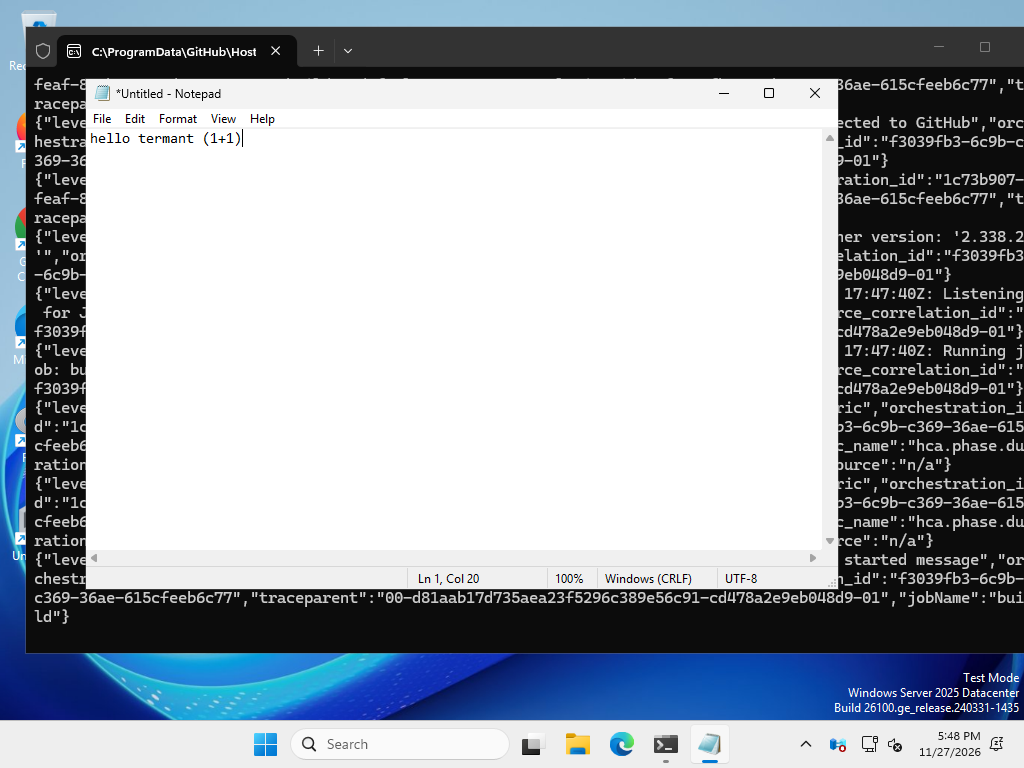 C:\ProgramData\GitHub\Host
*Untitled - Notepad
File Edit Format View Help
hello termant (1+1)
Ln 1, Col 20 100% Windows (CRLF) UTF-8
feaf-8
36ae-615cfeeb6c77","t
racepa
{"leve
ected to GitHub","orc
hestra
_id":"f3039fb3-6c9b-c
369-36
9-01"}
{"leve
ration_id":"1c73b907-
feaf-8
36ae-615cfeeb6c77","t
racepa
{"leve
ner version: '2.338.2
'","or
elation_id":"f3039fb3
-6c9b-
9eb048d9-01"}
{"leve
17:47:40Z: Listening
for J
rce_correlation_id":"
f3039f
cd478a2e9eb048d9-01"}
{"leve
17:47:40Z: Running j
ob: bu
rce_correlation_id":"
f3039f
cd478a2e9eb048d9-01"}
{"leve
ric","orchestration_i
d":"1c
b3-6c9b-c369-36ae-615
cfeeb6
c_name":"hca.phase.du
ration
ource":"n/a"}
{"leve
ric","orchestration_i
d":"1c
b3-6c9b-c369-36ae-615
cfeeb6
c_name":"hca.phase.du
ration
rce":"n/a"}
{"leve
started message","or
chestr
n_id":"f3039fb3-6c9b-
c369-36ae-615cfeeb6c77","traceparent":"00-d81aab17d735aea23f5296c389e56c91-cd478a2e9eb048d9-01","jobName":"bui
ld"}
Test Mode
Windows Server 2025 Datacenter
Build 26100.ge_release.240331-1435
Search
5:48 PM
11/27/2026